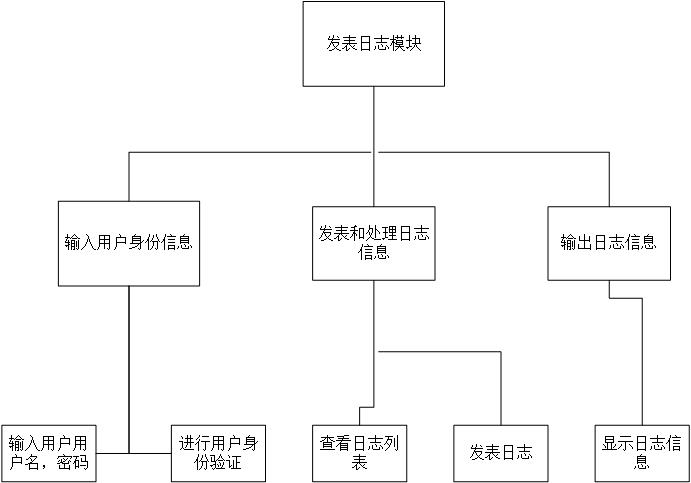 发表日志模块
输入用户身份信息
发表和处理日志
信息
输出日志信息
输入用户用
户名，密码
进行用户身
份验证
查看日志列
表
发表日志
显示日志信
息